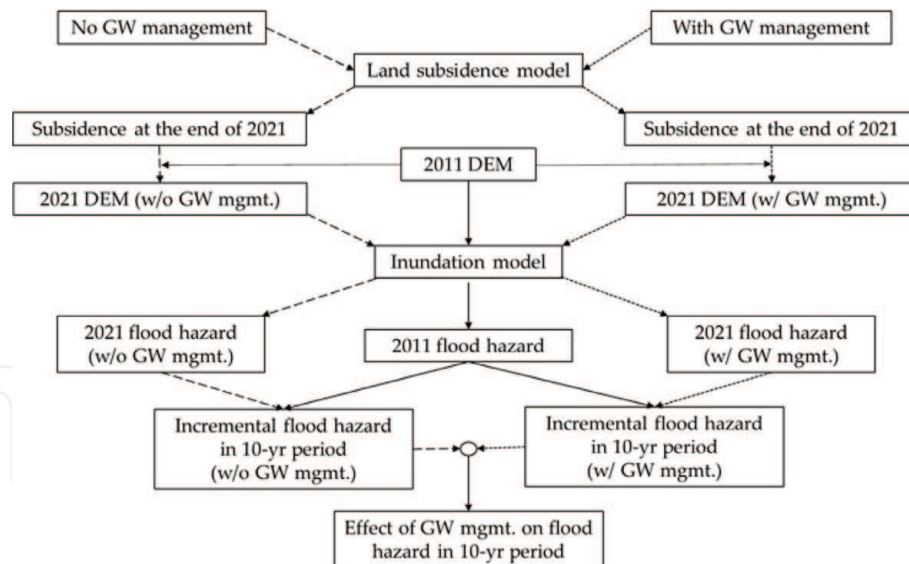 No GW management
With GW management
Land subsidence model
Subsidence at the end of 2021
Subsidence at the end of 2021
2011 DEM
2021 DEM (w/o GW mgmt.)
2021 DEM (w/ GW mgmt.)
Inundation model
2021 flood hazard
(w/o GW mgmt.)
2011 flood hazard
2021 flood hazard
(w/ GW mgmt.)
Incremental flood hazard
in 10-yr period
(w/o GW mgmt.)
Incremental flood hazard
in 10-yr period
(w/ GW mgmt.)
Effect of GW mgmt. on flood
hazard in 10-yr period